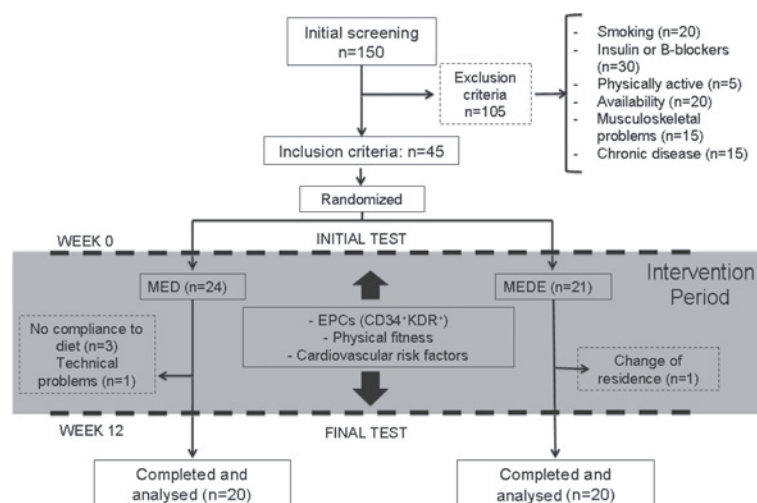 Initial screening
n=150
Exclusion
criteria
n=105
- Smoking (n=20)
- Insulin or B-blockers
(n=30)
- Physically active (n=5)
- Availability (n=20)
- Musculoskeletal
problems (n=15)
- Chronic disease (n=15)
Inclusion criteria: n=45
Randomized
WEEK 0
INITIAL TEST
MED (n=24)
MEDE (n=21)
Intervention
Period
- EPCs (CD34⁺KDR⁺)
- Physical fitness
- Cardiovascular risk factors
No compliance to
diet (n=3)
Technical
problems (n=1)
Change of
residence (n=1)
WEEK 12
FINAL TEST
Completed and
analysed (n=20)
Completed and
analysed (n=20)